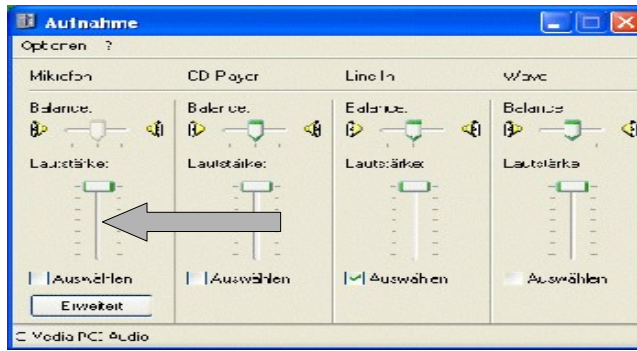 Aufnahme
Optionen ?
Mikrofon CD Player Line In Wave
Balance: Balance: Balance: Balance
Lautstärke: Lautstärke: Lautstärke: Lautstärke
Auswählen Auswählen Auswählen Auswählen
Erweitert
C-Media PCI Audio